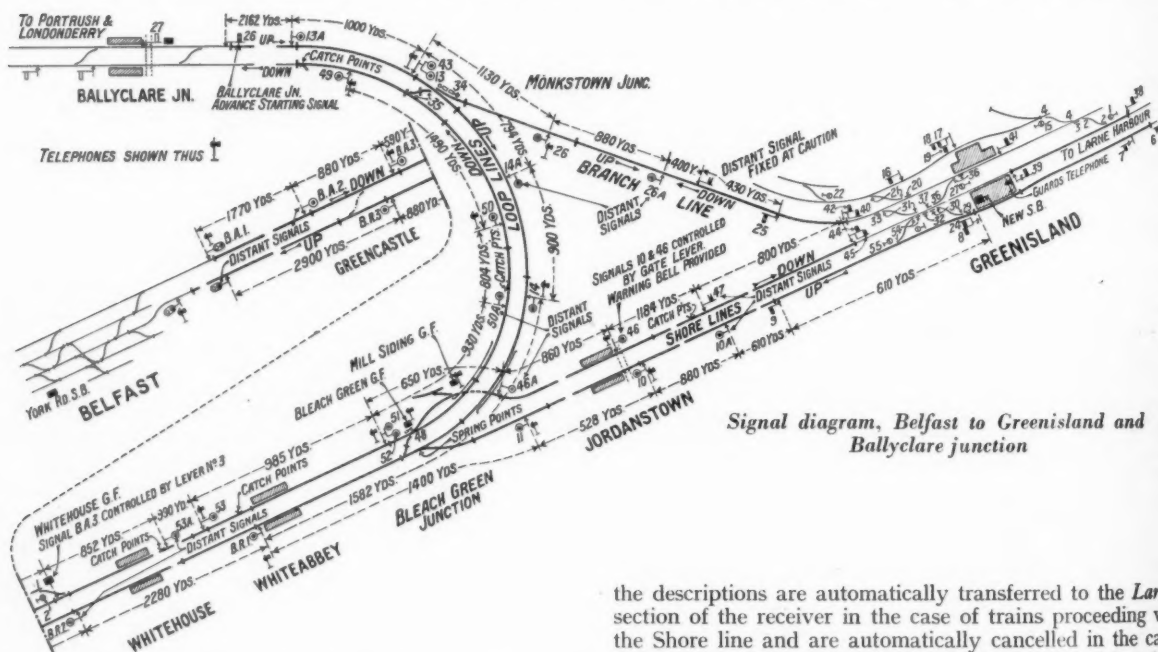 TO PORTRUSH &
LONDONDERRY
27
26
UP
2162 YDS.
13A
1000 YDS.
DOWN
CATCH POINTS
49
43
13
34
35
1130 YDS.
MONKSTOWN JUNC.
BALLYCLARE JN.
BALLYCLARE JN.
ADVANCE STARTING SIGNAL
TELEPHONES SHOWN THUS
DOWN LINES UP
LOOP
1490 YDS.
794 YDS.
14A
DISTANT
SIGNALS
26
880 YDS.
UP
BRANCH
LINE
DOWN
26A
400 Y.
430 YDS.
25
DISTANT SIGNAL
FIXED AT CAUTION
TO LARNE HARBOUR
GUARDS TELEPHONE
NEW S.B.
GREENISLAND
1770 YDS.
880 YDS.
580 Y.
B.A.1.
B.A.2.
DOWN
B.A.3.
DISTANT SIGNALS
UP
B.R.3
880 YD.
2900 YDS.
GREENCASTLE
YORK RD. S.B.
BELFAST
50
804 YDS.
CATCH PTS.
50A
930 YDS.
900 YDS.
14
DISTANT
SIGNALS
SIGNALS 10 & 46 CONTROLLED
BY GATE LEVER.
WARNING BELL PROVIDED
46
1184 YDS.
CATCH PTS.
47
800 YDS.
DOWN
DISTANT SIGNALS
UP
SHORE LINES
10A
9
610 YDS.
610 YDS.
880 YDS.
10
528 YDS.
JORDANSTOWN
860 YDS.
46A
SPRING POINTS
11
MILL SIDING G.F.
650 YDS.
BLEACH GREEN G.F.
51
48
52
BLEACH GREEN
JUNCTION
1400 YDS.
1582 YDS.
985 YDS.
CATCH POINTS
53
53A
990 YD.
DISTANT SIGNALS
B.R.1
WHITEABBEY
WHITEHOUSE G.F.
SIGNAL B.A.3 CONTROLLED BY LEVER Nº 3
852 YDS.
CATCH POINTS
2
B.R.2
2280 YDS.
WHITEHOUSE
Signal diagram, Belfast to Greenisland and
Ballyclare junction
the descriptions are automatically transferred to the
section of the receiver in the case of trains proceeding
the Shore line and are automatically cancelled in the